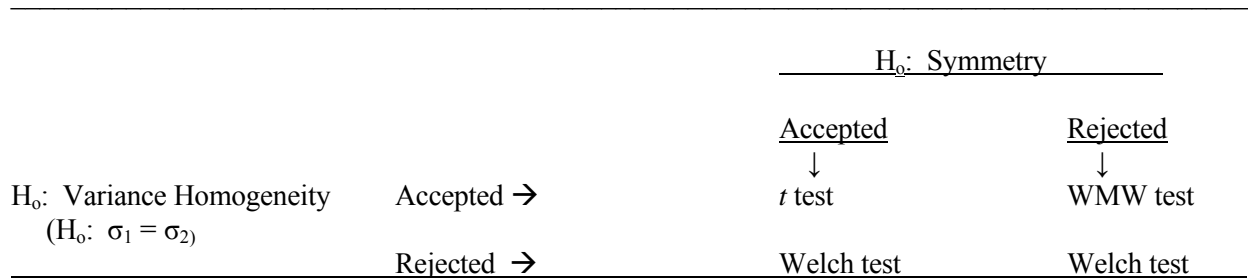 Hₒ: Symmetry
Accepted Rejected
↓ ↓
Hₒ: Variance Homogeneity Accepted → t test WMW test
(Hₒ: σ₁ = σ₂)
Rejected → Welch test Welch test